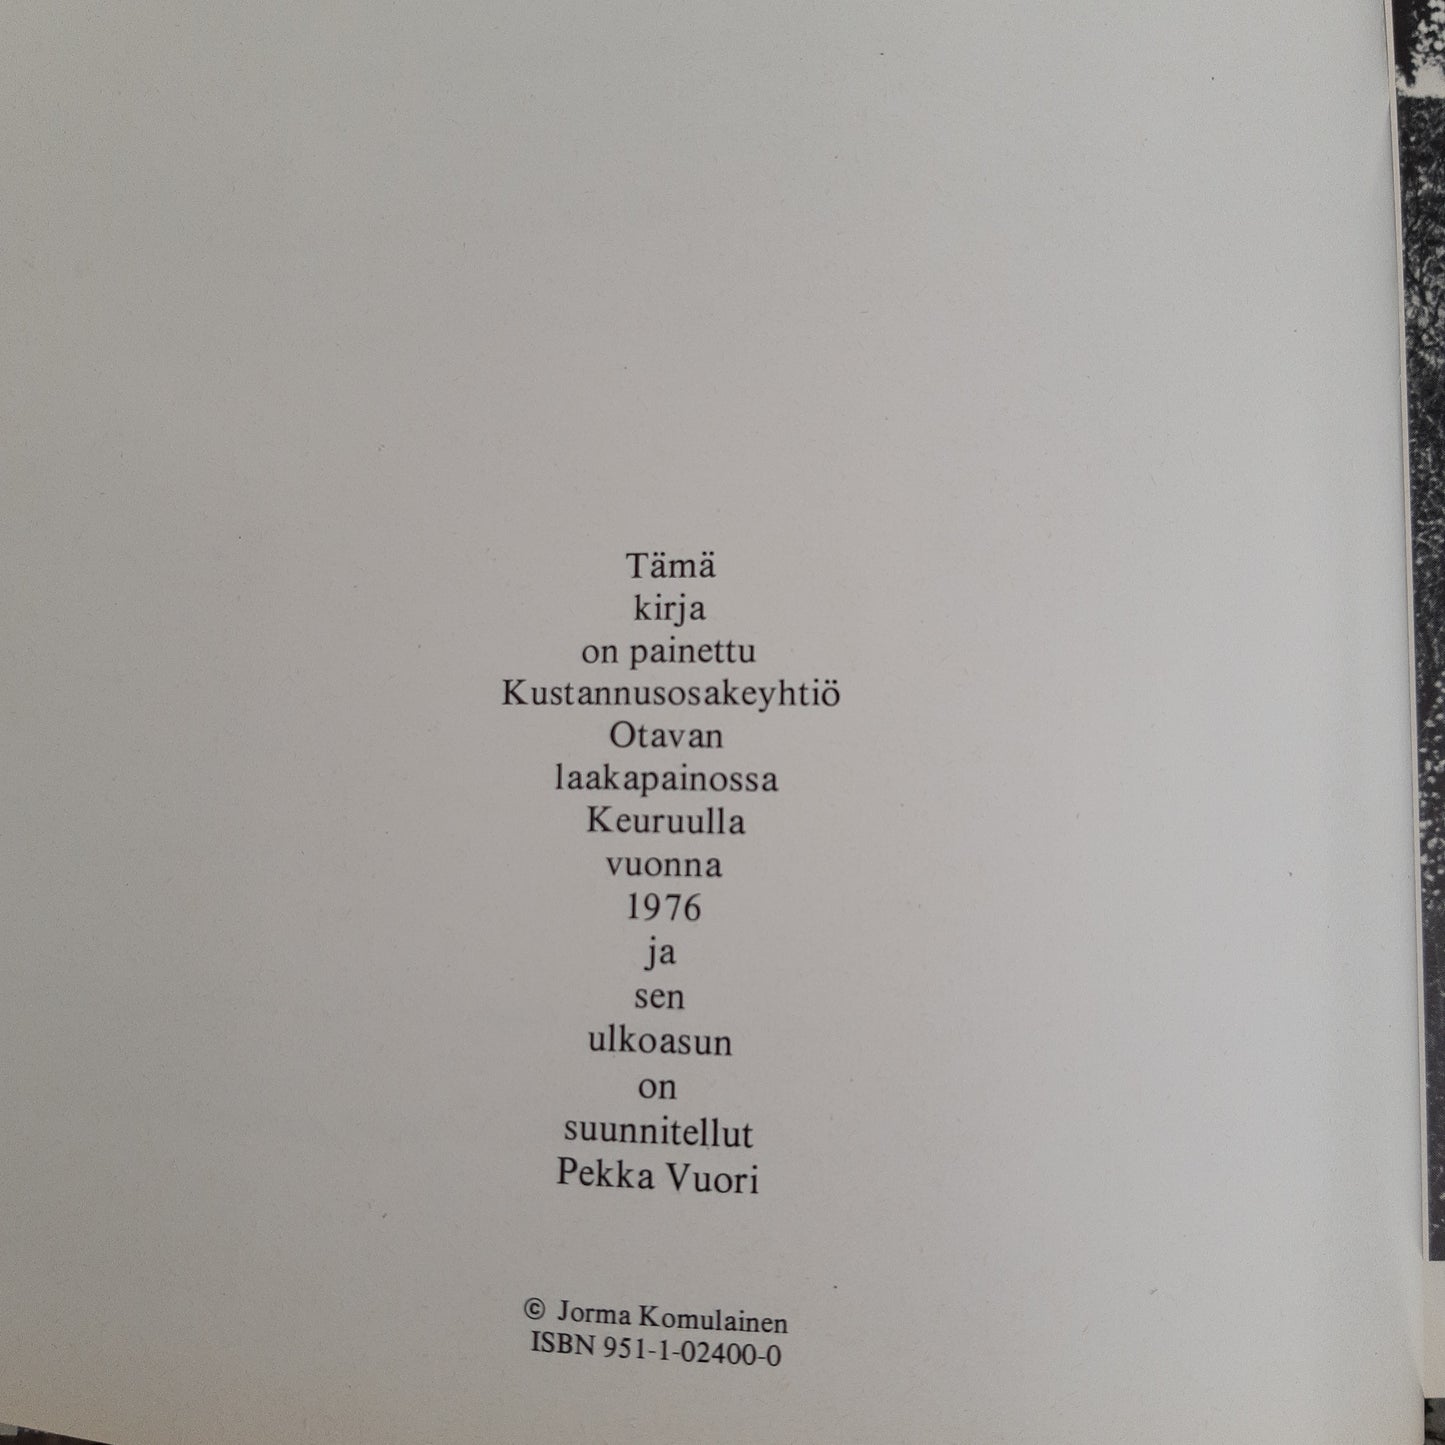 Tämä
kirja
on painettu
Kustannusosakeyhtiö
Otavan
laakapainossa
Keuruulla
vuonna
1976
ja
sen
ulkoasun
on
suunnitellut
Pekka Vuori
© Jorma Komulainen
ISBN 951-1-02400-0